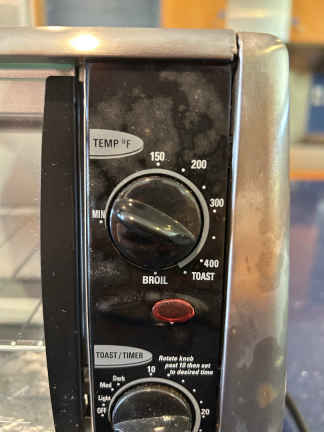 TEMP °F
150
200
MIN
300
400
BROIL
TOAST
TOAST / TIMER
Rotate knob
past 10 then set
to desired time
10
Dark
Med
Light
OFF
20